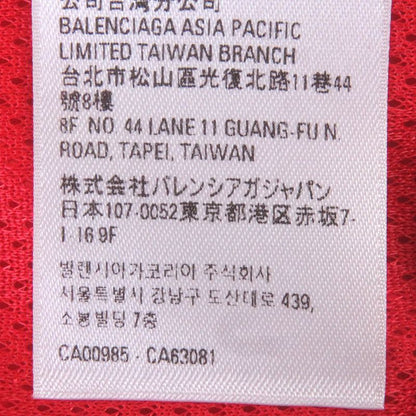 公司台灣分公司
BALENCIAGA ASIA PACIFIC
LIMITED TAIWAN BRANCH
台北市松山區光復北路11巷44
號8樓
8F NO. 44 LANE 11 GUANG-FU N.
ROAD, TAPEI, TAIWAN
株式会社バレンシアガジャパン
日本107-0052東京都港区赤坂7-
1-16 9F
발렌시아가코리아 주식회사
서울특별시 강남구 도산대로 439,
소봉빌딩 7층
CA00985 - CA63081